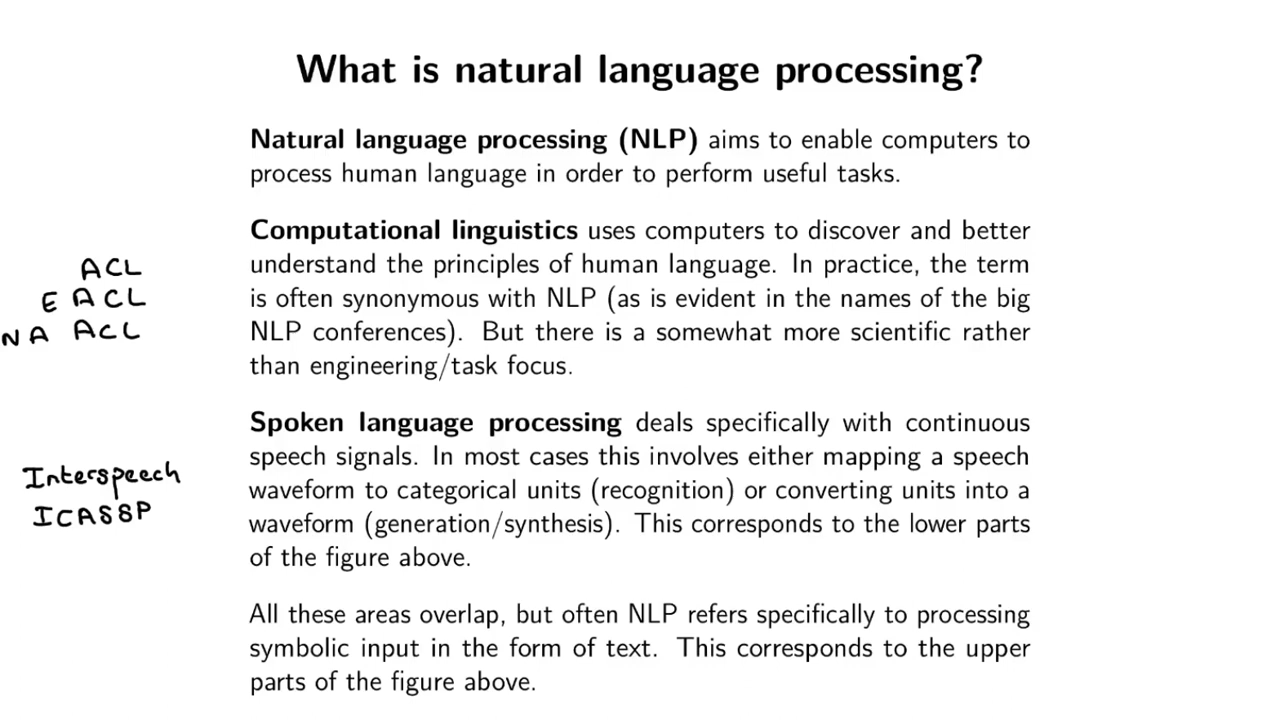 What is natural language processing?
Natural language processing (NLP) aims to enable computers to
process human language in order to perform useful tasks.
Computational linguistics uses computers to discover and better
understand the principles of human language. In practice, the term
is often synonymous with NLP (as is evident in the names of the big
NLP conferences). But there is a somewhat more scientific rather
than engineering/task focus.
ACL
E ACL
NA ACL
Spoken language processing deals specifically with continuous
speech signals. In most cases this involves either mapping a speech
waveform to categorical units (recognition) or converting units into a
waveform (generation/synthesis). This corresponds to the lower parts
of the figure above.
Interspeech
ICASSP
All these areas overlap, but often NLP refers specifically to processing
symbolic input in the form of text. This corresponds to the upper
parts of the figure above.